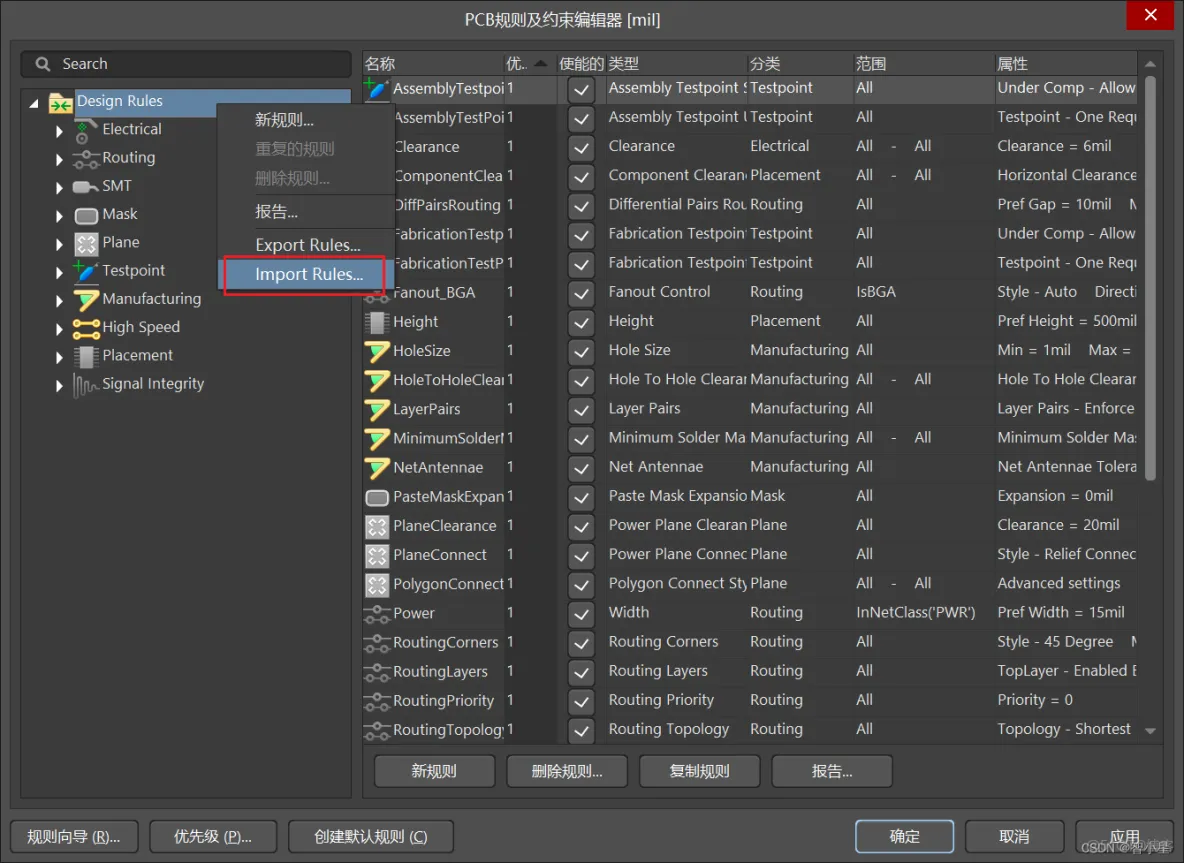 PCB规则及约束编辑器 [mil]
Search
Design Rules
Electrical
Routing
SMT
Mask
Plane
Testpoint
Manufacturing
High Speed
Placement
Signal Integrity
新规则...
重复的规则
删除规则...
报告...
Export Rules...
Import Rules...
名称 优.. 使能的 类型 分类 范围 属性
AssemblyTestpoi 1 Assembly Testpoint S Testpoint All Under Comp - Allow
AssemblyTestPoi 1 Assembly Testpoint U Testpoint All Testpoint - One Requ
Clearance 1 Clearance Electrical All - All Clearance = 6mil
ComponentClea 1 Component Clearan Placement All - All Horizontal Clearance
DiffPairsRouting 1 Differential Pairs Rou Routing All Pref Gap = 10mil M
FabricationTestp 1 Fabrication Testpoin Testpoint All Under Comp - Allow
FabricationTestP 1 Fabrication Testpoin Testpoint All Testpoint - One Requ
Fanout_BGA 1 Fanout Control Routing IsBGA Style - Auto Directi
Height 1 Height Placement All Pref Height = 500mil
HoleSize 1 Hole Size Manufacturing All Min = 1mil Max =
HoleToHoleClear 1 Hole To Hole Clearar Manufacturing All - All Hole To Hole Clearar
LayerPairs 1 Layer Pairs Manufacturing All Layer Pairs - Enforce
MinimumSolderM 1 Minimum Solder Ma Manufacturing All - All Minimum Solder Mas
NetAntennae 1 Net Antennae Manufacturing All Net Antennae Tolera
PasteMaskExpan 1 Paste Mask Expansio Mask All Expansion = 0mil
PlaneClearance 1 Power Plane Clearan Plane All Clearance = 20mil
PlaneConnect 1 Power Plane Connec Plane All Style - Relief Connec
PolygonConnect 1 Polygon Connect Sty Plane All - All Advanced settings
Power 1 Width Routing InNetClass('PWR') Pref Width = 15mil
RoutingCorners 1 Routing Corners Routing All Style - 45 Degree M
RoutingLayers 1 Routing Layers Routing All TopLayer - Enabled B
RoutingPriority 1 Routing Priority Routing All Priority = 0
RoutingTopology 1 Routing Topology Routing All Topology - Shortest
新规则 删除规则... 复制规则 报告...
规则向导 (R)... 优先级 (P)... 创建默认规则 (C) 确定 取消 应用